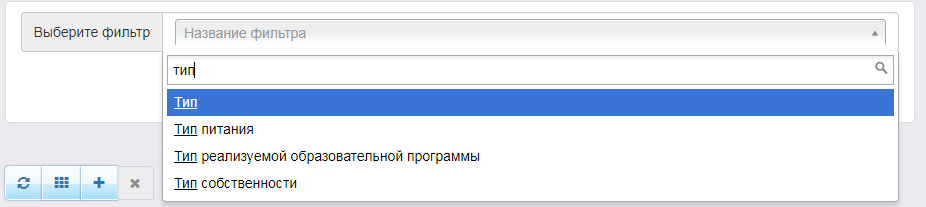 Выберите фильтр
Название фильтра
тип
Тип
Тип питания
Тип реализуемой образовательной программы
Тип собственности